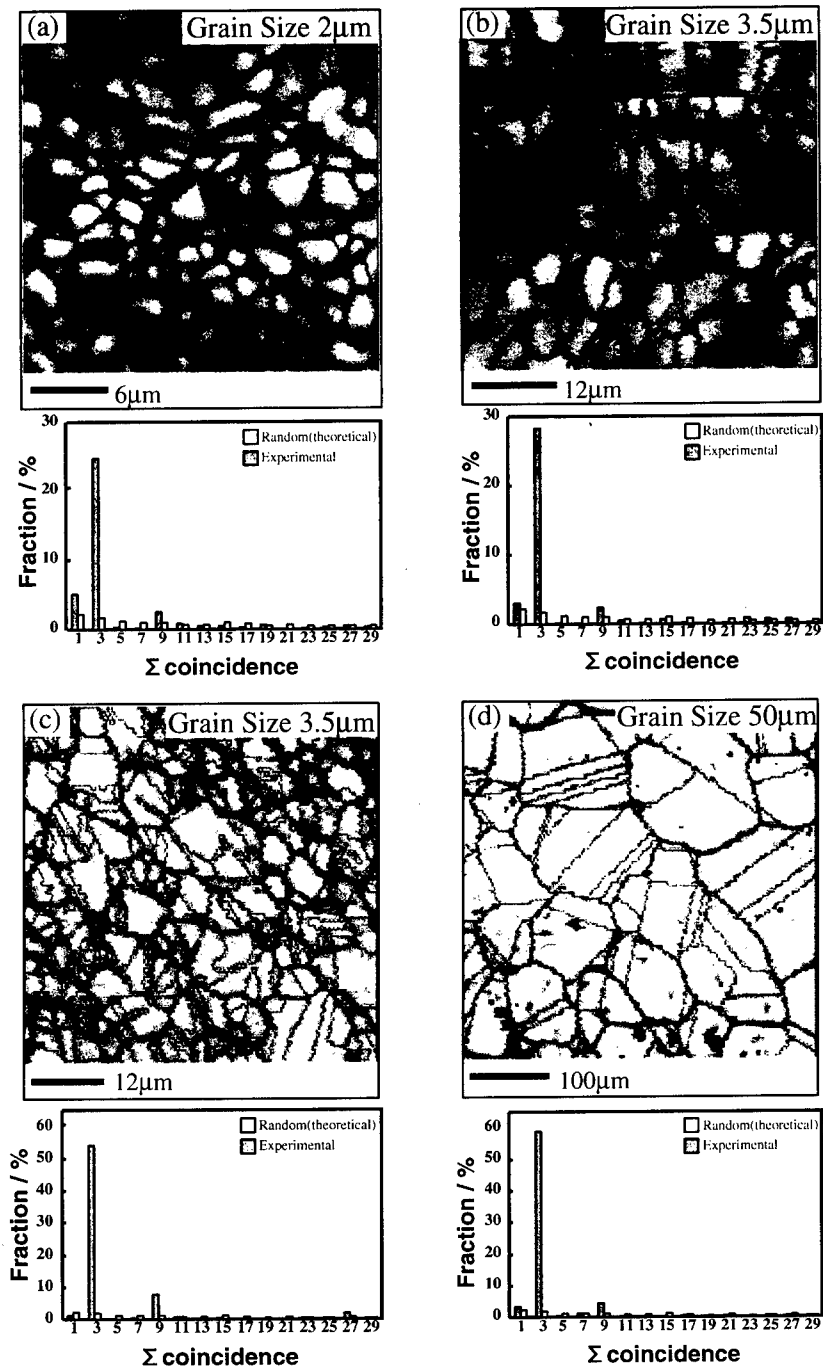 (a) Grain Size 2μm
6μm
30
20
10
0
Fraction / %
Random(theoretical)
Experimental
1 3 5 7 9 11 13 15 17 19 21 23 25 27 29
Σ coincidence
(b) Grain Size 3.5μm
12μm
30
20
10
0
Fraction / %
Random(theoretical)
Experimental
1 3 5 7 9 11 13 15 17 19 21 23 25 27 29
Σ coincidence
(c) Grain Size 3.5μm
12μm
60
50
40
30
20
10
0
Fraction / %
Random(theoretical)
Experimental
1 3 5 7 9 11 13 15 17 19 21 23 25 27 29
Σ coincidence
(d) Grain Size 50μm
100μm
60
50
40
30
20
10
0
Fraction / %
Random(theoretical)
Experimental
1 3 5 7 9 11 13 15 17 19 21 23 25 27 29
Σ coincidence